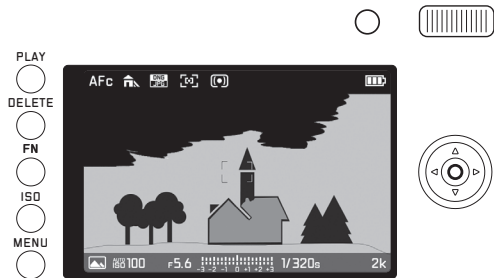 PLAY
DELETE
FN
ISO
MENU
AFc DNG JPG
AUTO ISO 100 F5.6 -3 -2 -1 0 +1 +2 +3 1/320s 2k